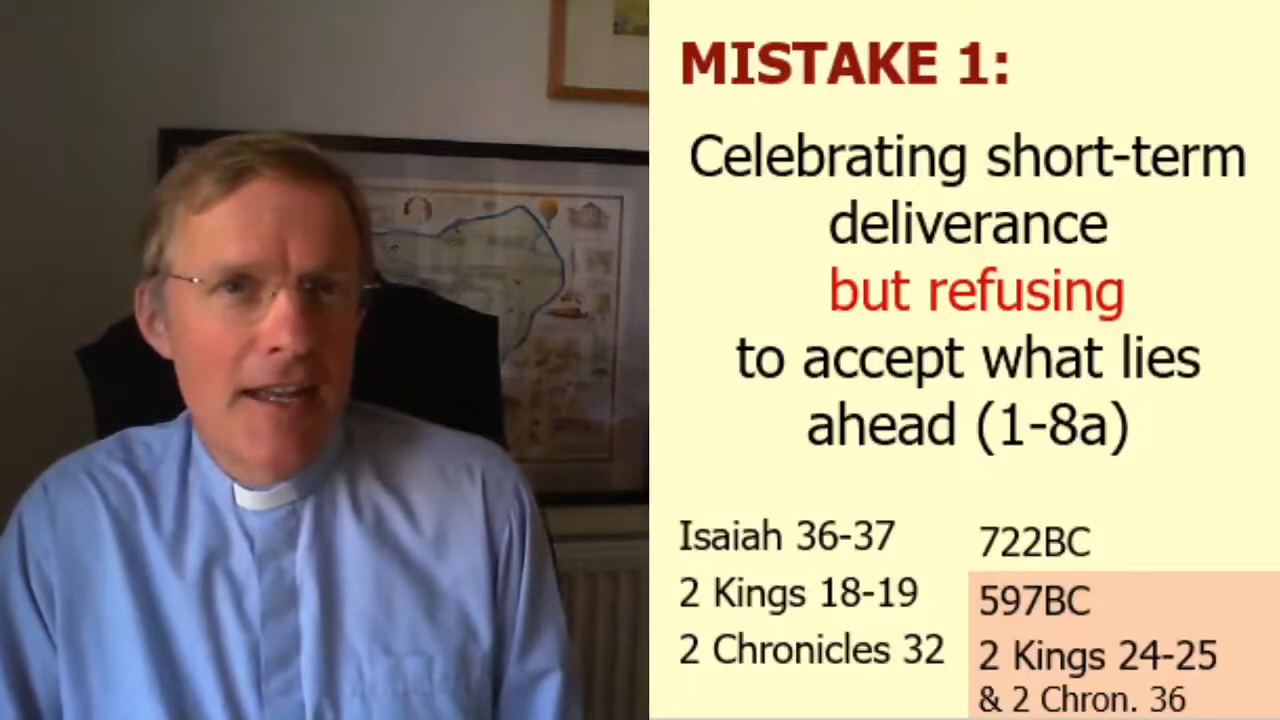 MISTAKE 1:
Celebrating short-term
deliverance
but refusing
to accept what lies
ahead (1-8a)
Isaiah 36-37
2 Kings 18-19
2 Chronicles 32
722BC
597BC
2 Kings 24-25
& 2 Chron. 36